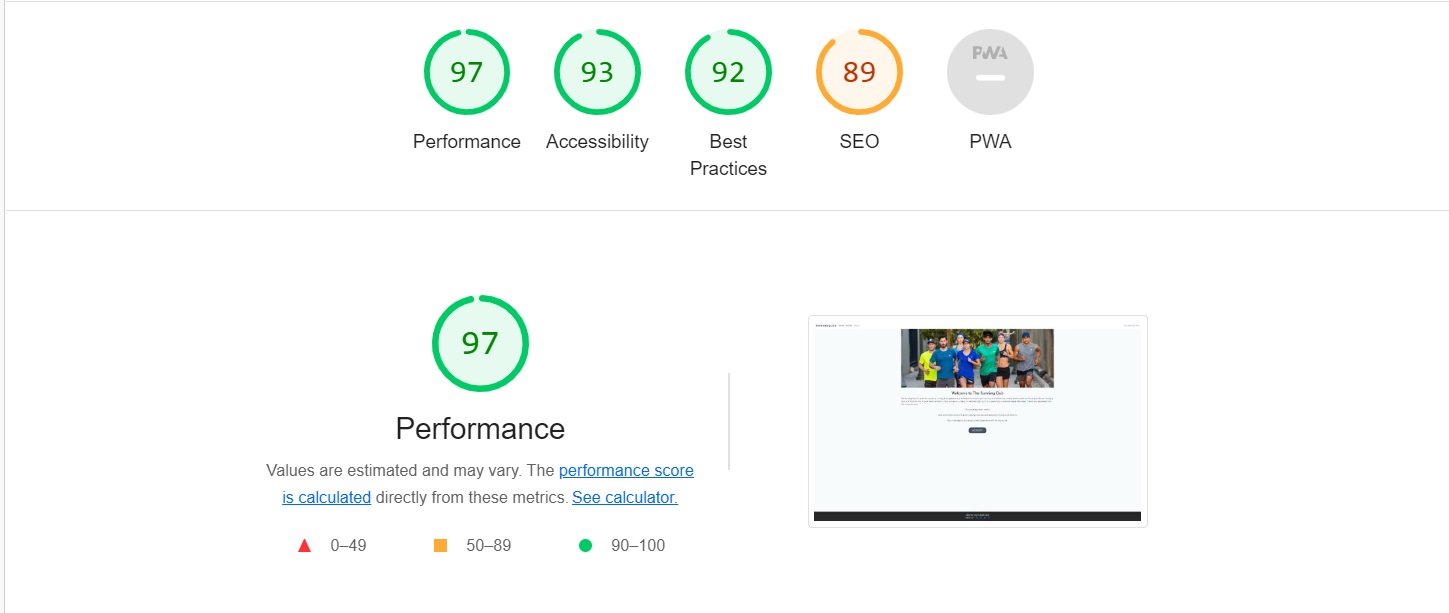 97
93
92
89
PWA
Performance
Accessibility
Best
Practices
SEO
PWA
97
Performance
Values are estimated and may vary. The performance score
is calculated directly from these metrics. See calculator.
0–49
50–89
90–100
Welcome to The Running Club